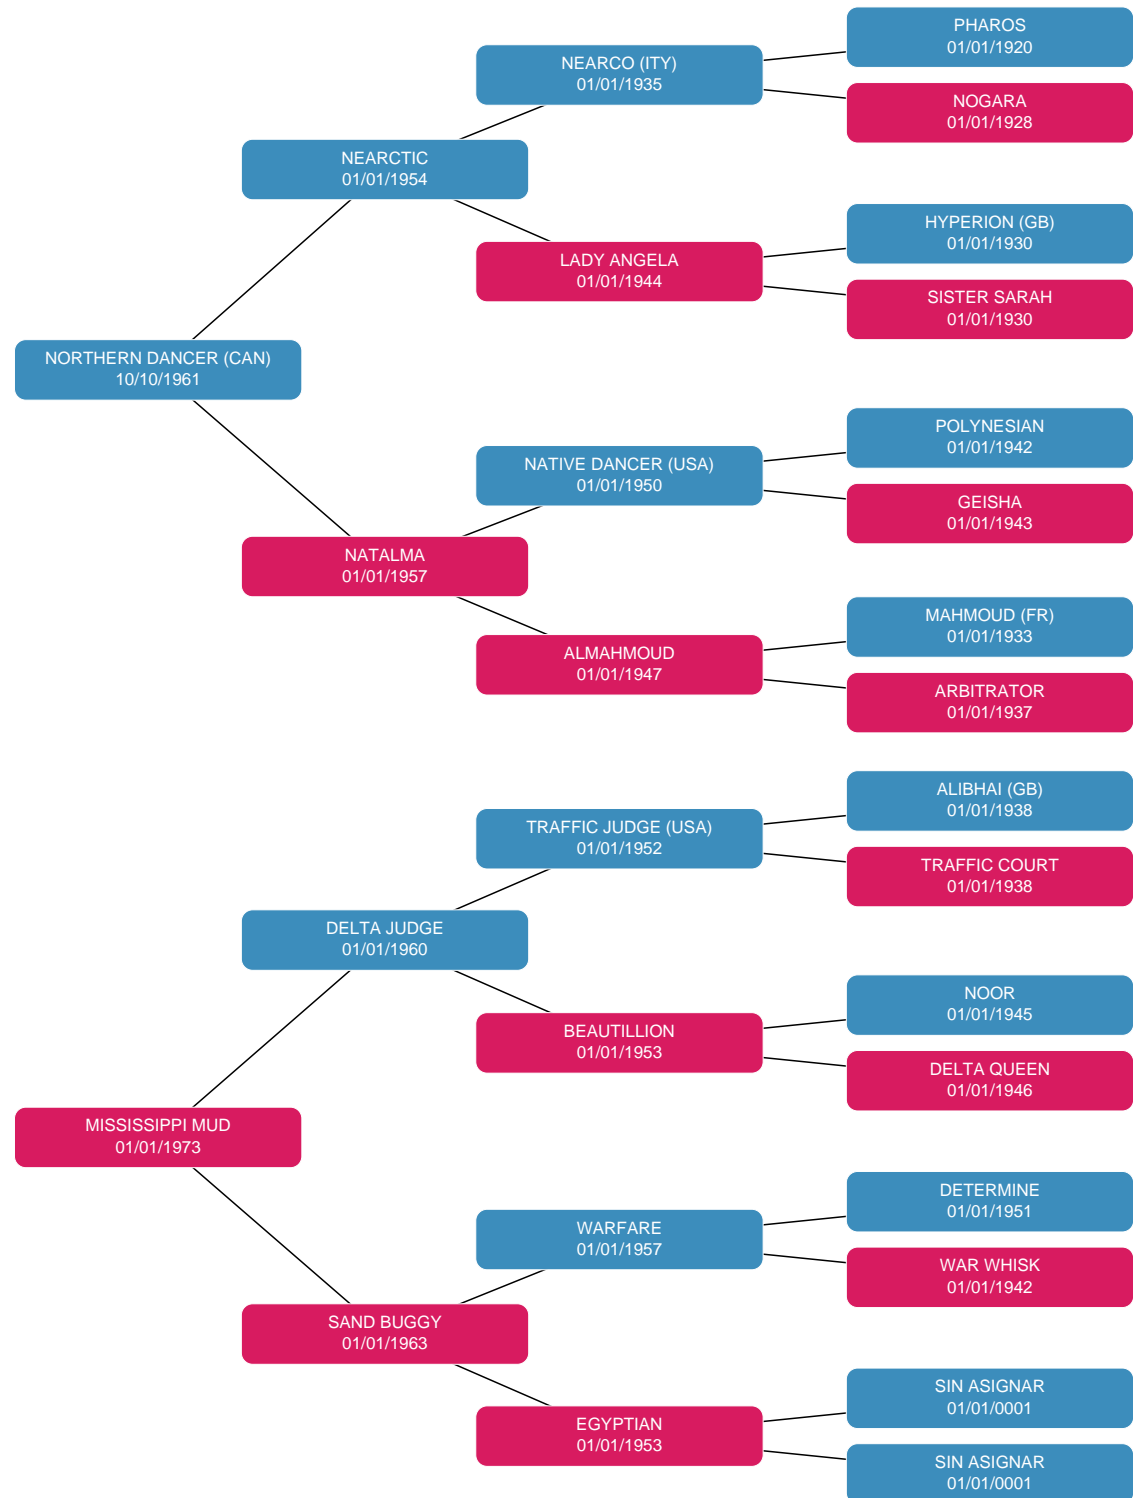 PHAROS
01/01/1920
NEARCO (ITY)
01/01/1935
NOGARA
01/01/1928
NEARCTIC
01/01/1954
HYPERION (GB)
01/01/1930
LADY ANGELA
01/01/1944
SISTER SARAH
01/01/1930
NORTHERN DANCER (CAN)
10/10/1961
POLYNESIAN
01/01/1942
NATIVE DANCER (USA)
01/01/1950
GEISHA
01/01/1943
NATALMA
01/01/1957
MAHMOUD (FR)
01/01/1933
ALMAHMOUD
01/01/1947
ARBITRATOR
01/01/1937
ALIBHAI (GB)
01/01/1938
TRAFFIC JUDGE (USA)
01/01/1952
TRAFFIC COURT
01/01/1938
DELTA JUDGE
01/01/1960
NOOR
01/01/1945
BEAUTILLION
01/01/1953
DELTA QUEEN
01/01/1946
MISSISSIPPI MUD
01/01/1973
DETERMINE
01/01/1951
WARFARE
01/01/1957
WAR WHISK
01/01/1942
SAND BUGGY
01/01/1963
SIN ASIGNAR
01/01/0001
EGYPTIAN
01/01/1953
SIN ASIGNAR
01/01/0001